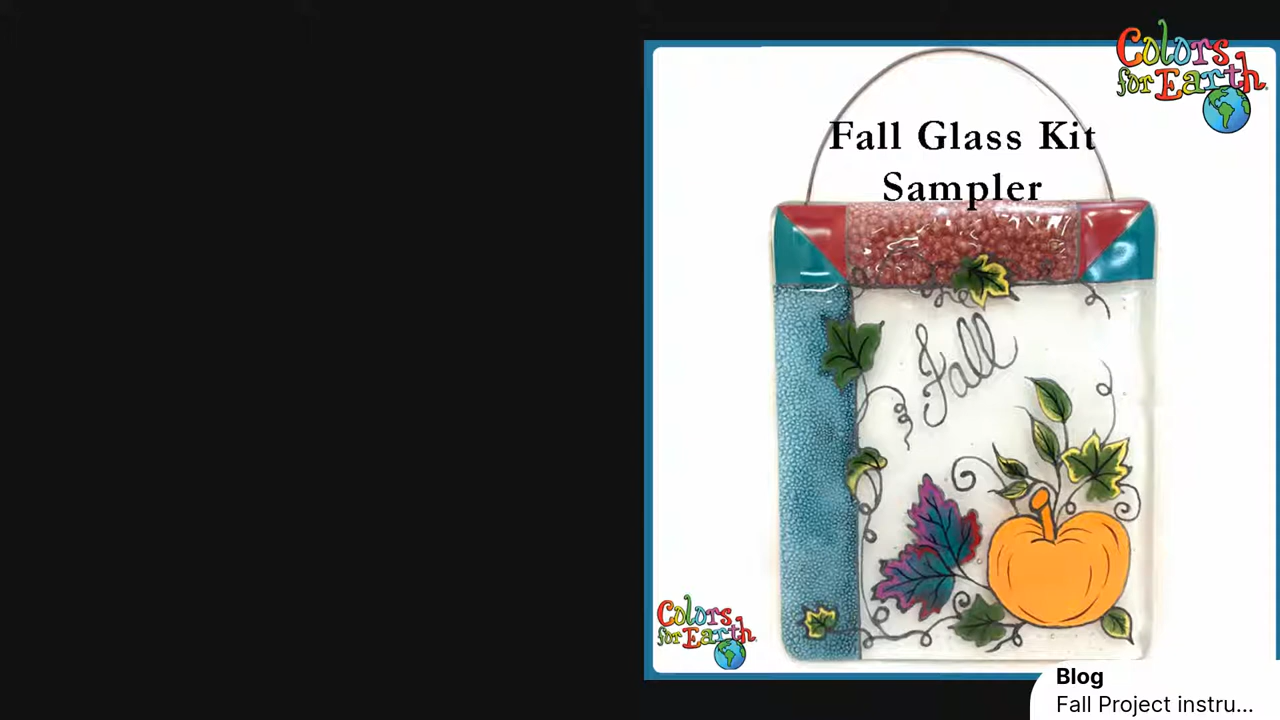 Colors
for Earth
Fall Glass Kit
Sampler
Fall
Colors
for Earth
Blog
Fall Project instru...